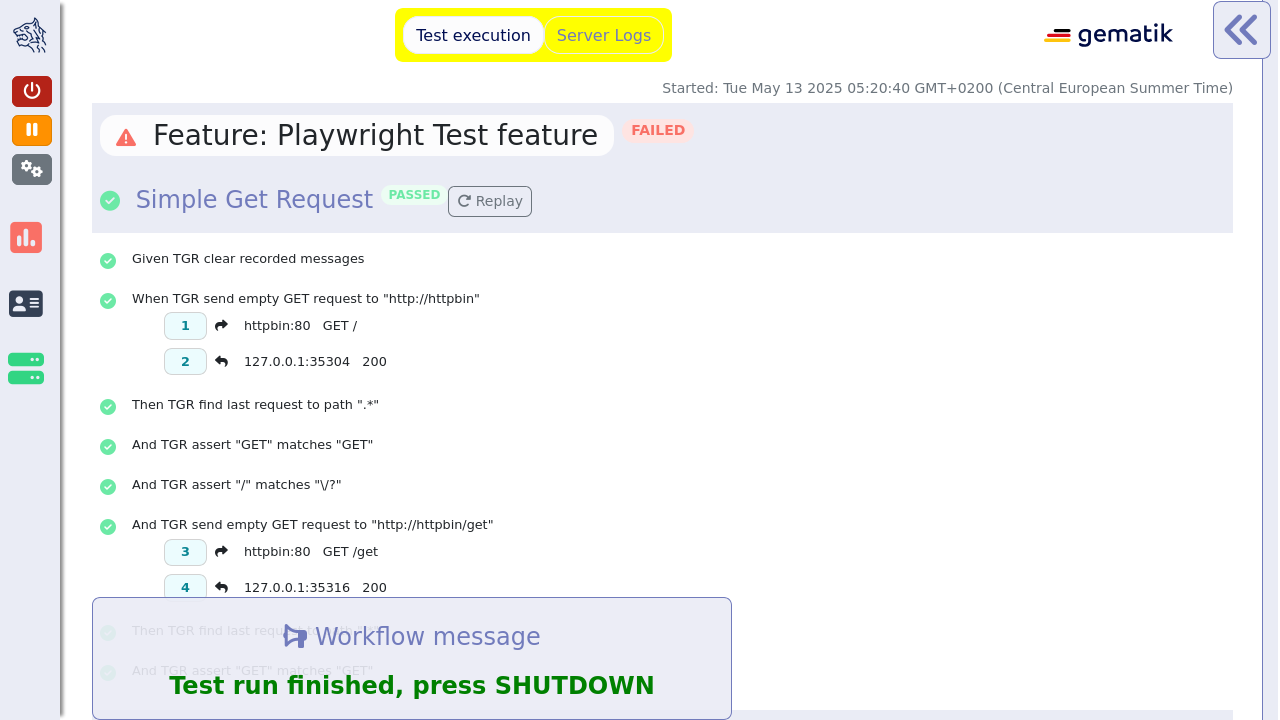 Test execution
Server Logs
gematik
Started: Tue May 13 2025 05:20:40 GMT+0200 (Central European Summer Time)
Feature: Playwright Test feature FAILED
Simple Get Request PASSED Replay
Given TGR clear recorded messages
When TGR send empty GET request to "http://httpbin"
1 httpbin:80 GET /
2 127.0.0.1:35304 200
Then TGR find last request to path ".*"
And TGR assert "GET" matches "GET"
And TGR assert "/" matches "\/?"
And TGR send empty GET request to "http://httpbin/get"
3 httpbin:80 GET /get
4 127.0.0.1:35316 200
Then TGR find last request to path
Workflow message
And TGR assert "GET" matches "GET"
Test run finished, press SHUTDOWN